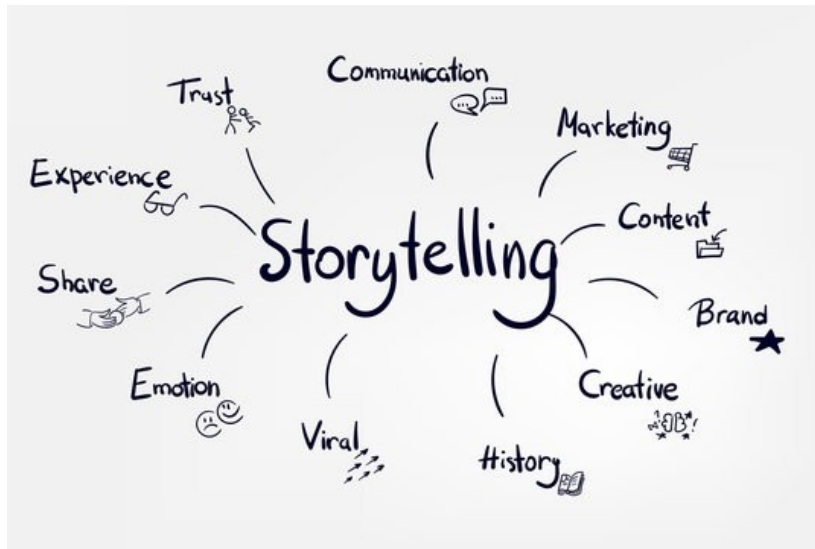 Communication
Trust
Marketing
Experience
Content
Storytelling
Share
Brand
Emotion
Creative
Viral
History